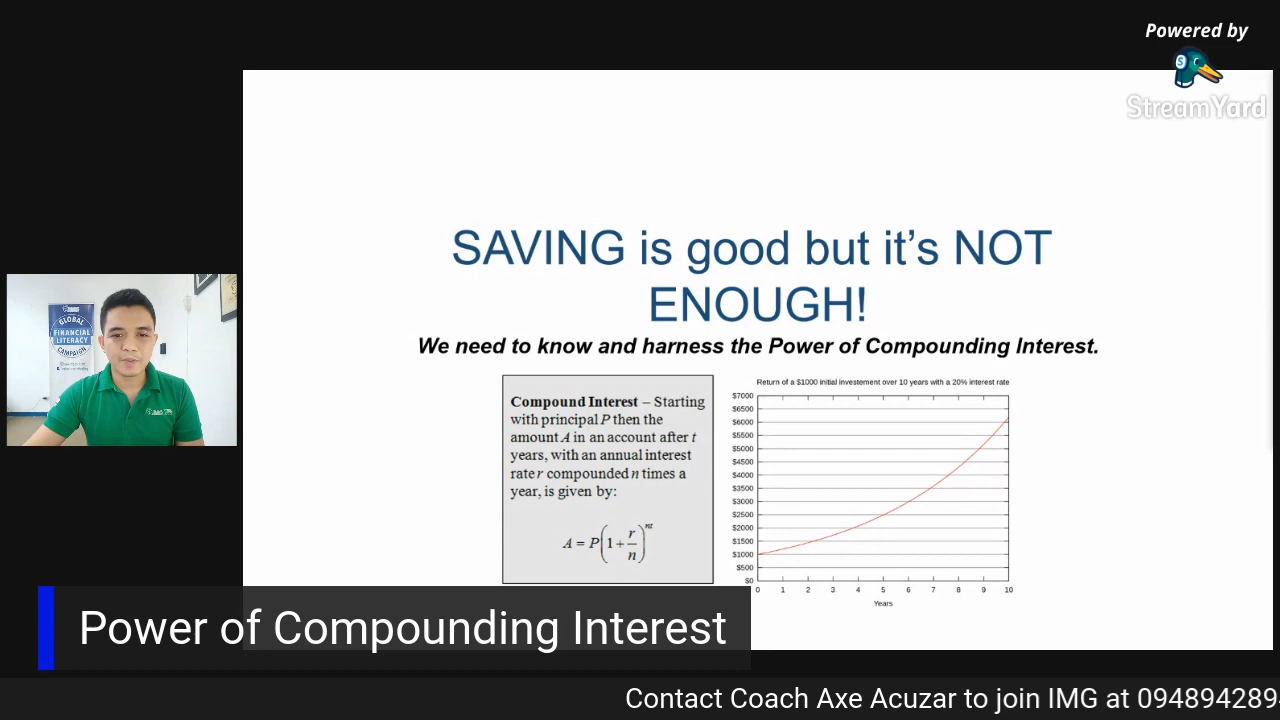 Powered by
StreamYard
SAVING is good but it's NOT
ENOUGH!
We need to know and harness the Power of Compounding Interest.
Compound Interest – Starting
with principal P then the
amount A in an account after t
years, with an annual interest
rate r compounded n times a
year, is given by:
A = P(1 + r/n)^nt
Return of a $1000 initial investement over 10 years with a 20% interest rate
$7000
$6500
$6000
$5500
$5000
$4500
$4000
$3500
$3000
$2500
$2000
$1500
$1000
$500
$0
0 1 2 3 4 5 6 7 8 9 10
Years
GLOBAL
FINANCIAL
LITERACY
CAMPAIGN
Power of Compounding Interest
Contact Coach Axe Acuzar to join IMG at 094894289